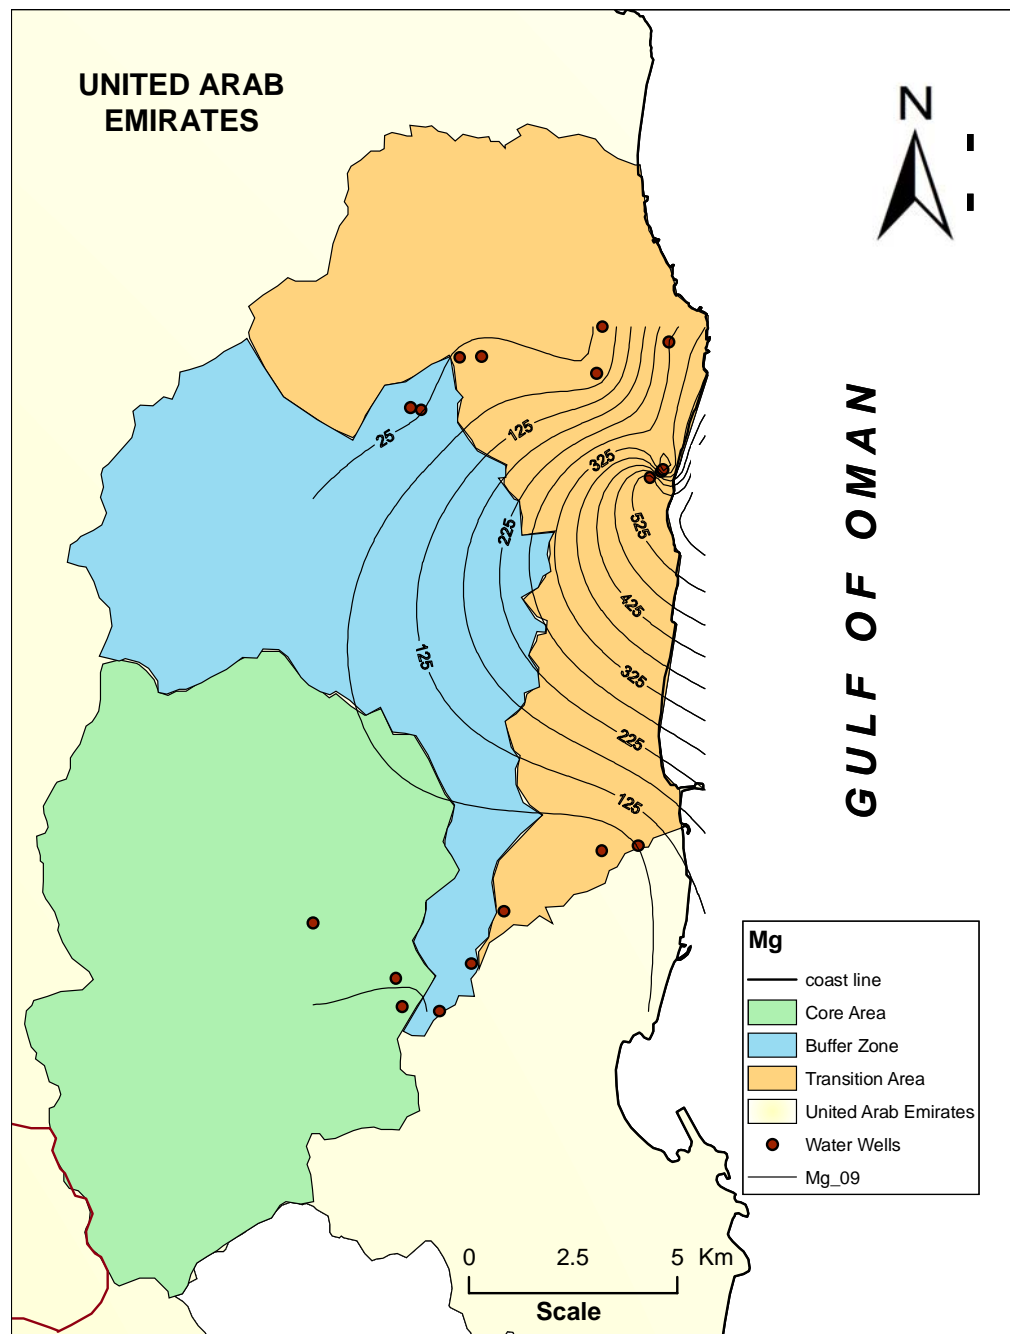 UNITED ARAB
EMIRATES
N
25
125
325
225
525
425
125
325
225
125
GULF OF OMAN
Mg
coast line
Core Area
Buffer Zone
Transition Area
United Arab Emirates
Water Wells
Mg_09
0 2.5 5 Km
Scale